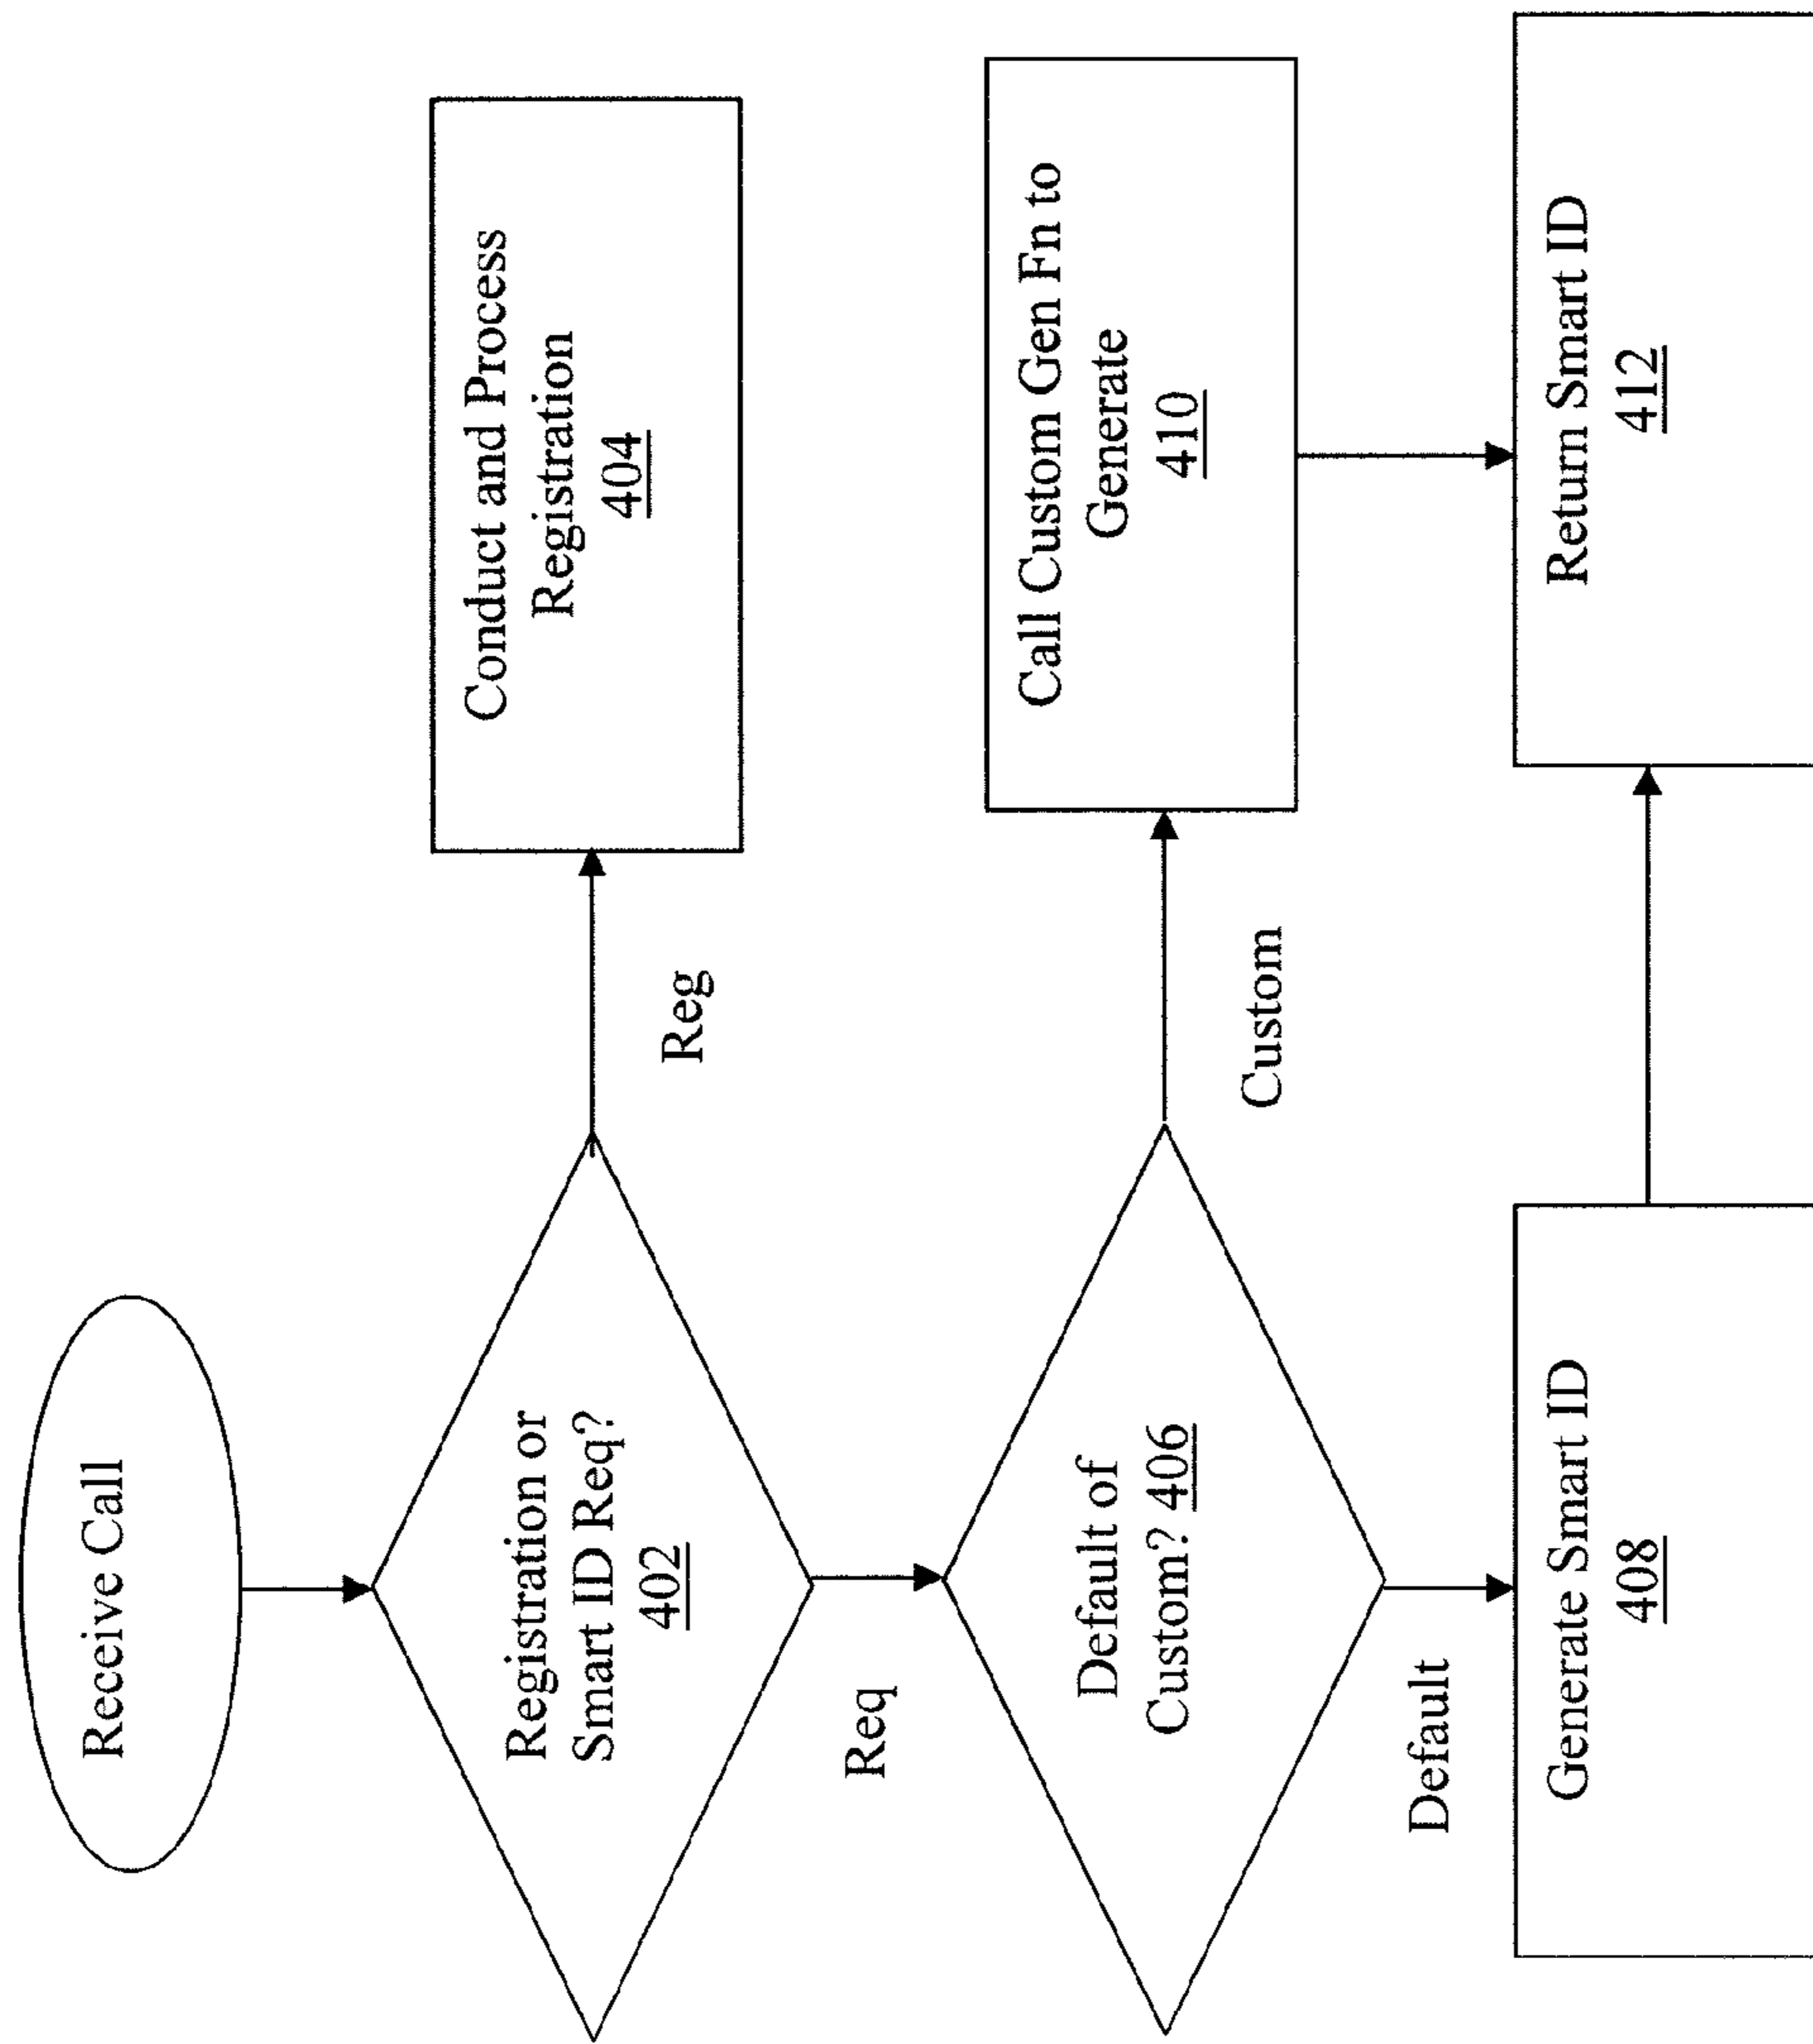 Receive Call
Registration or
Smart ID Req?
402
Reg
Conduct and Process
Registration
404
Req
Default of
Custom? 406
Custom
Call Custom Gen Fn to
Generate
410
Default
Generate Smart ID
408
Return Smart ID
412